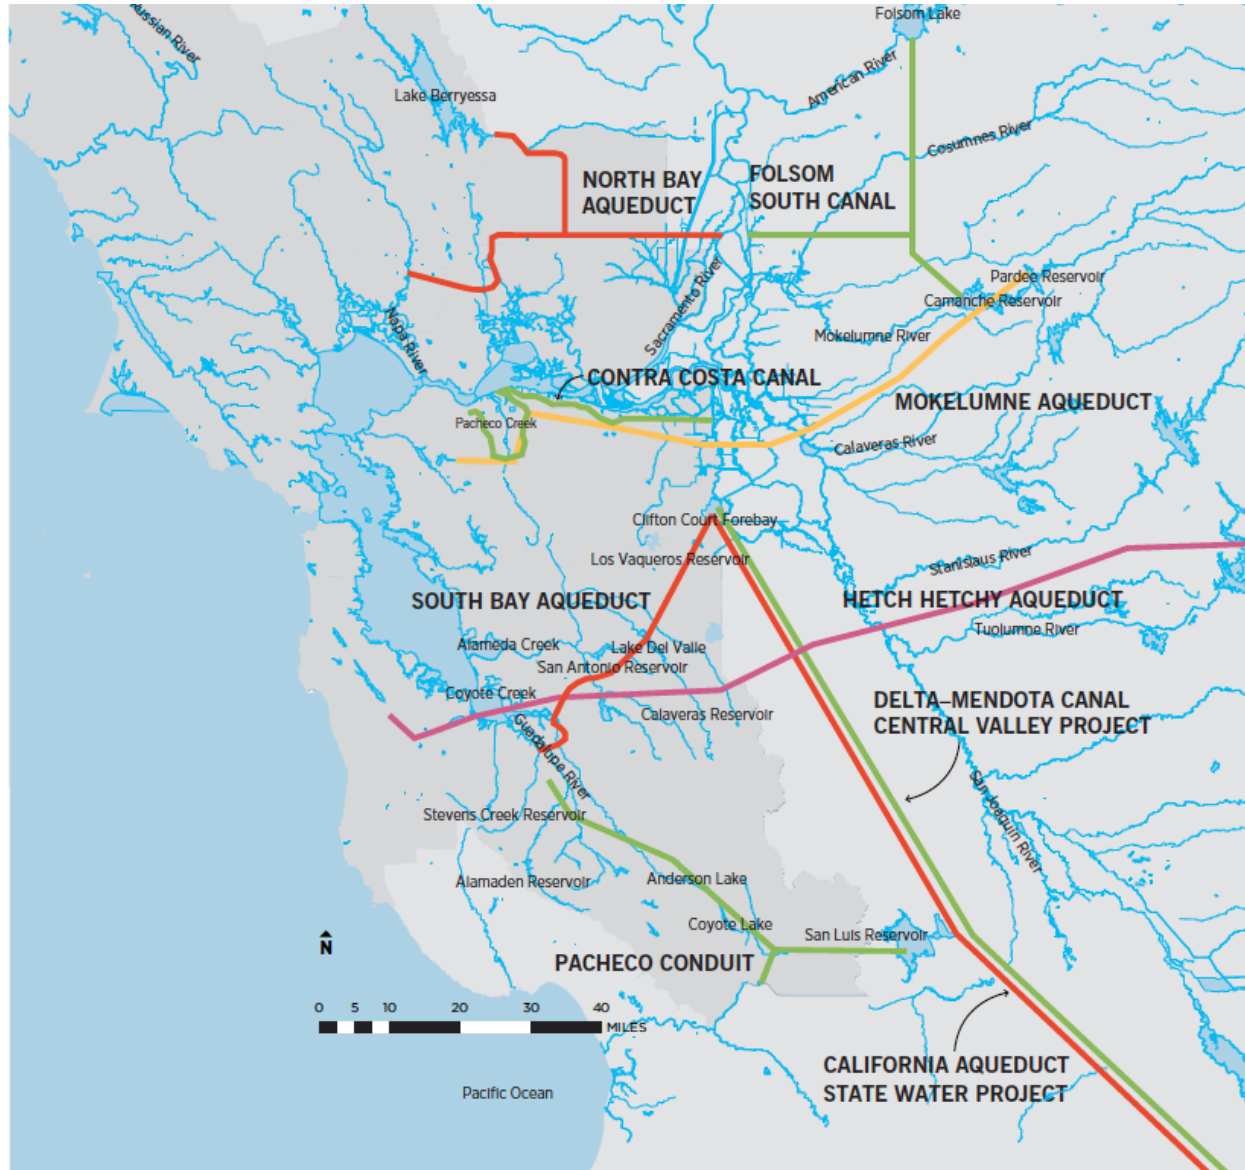 Folsom Lake
Russian River
American River
Lake Berryessa
Cosumnes River
NORTH BAY
AQUEDUCT
FOLSOM
SOUTH CANAL
Pardee Reservoir
Camanche Reservoir
Sacramento River
Napa River
Mokelumne River
CONTRA COSTA CANAL
MOKELUMNE AQUEDUCT
Pacheco Creek
Calaveras River
Clifton Court Forebay
Los Vaqueros Reservoir
Stanislaus River
SOUTH BAY AQUEDUCT
HETCH HETCHY AQUEDUCT
Tuolumne River
Alameda Creek
Lake Del Valle
San Antonio Reservoir
Coyote Creek
Calaveras Reservoir
DELTA–MENDOTA CANAL
CENTRAL VALLEY PROJECT
Guadalupe River
San Joaquin River
Stevens Creek Reservoir
Alamaden Reservoir
Anderson Lake
Coyote Lake
San Luis Reservoir
N
PACHECO CONDUIT
0 5 10 20 30 40
MILES
CALIFORNIA AQUEDUCT
STATE WATER PROJECT
Pacific Ocean